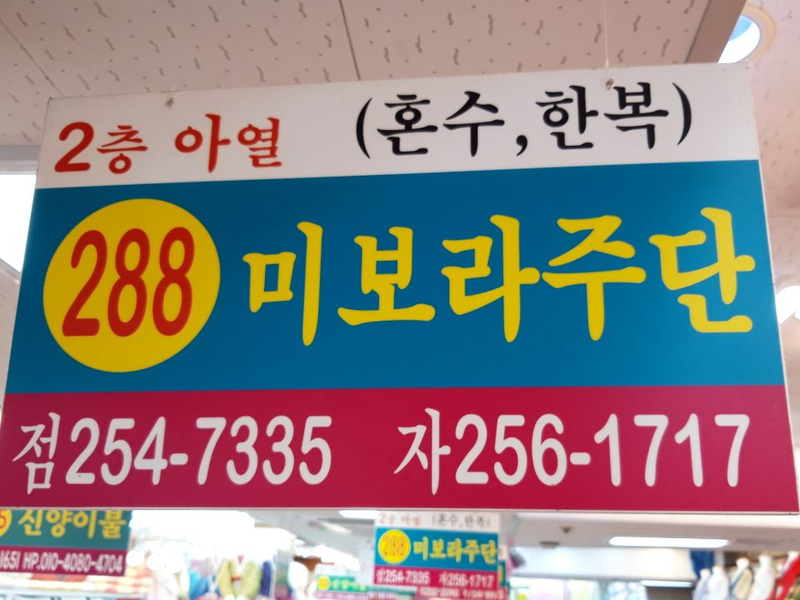 2층 아열 (혼수,한복)
288 미보라주단
점254-7335 자256-1717
신양이불
HP.010-4080-4704
2층 아열 (혼수,한복)
288 미보라주단
점254-7335 자256-1717